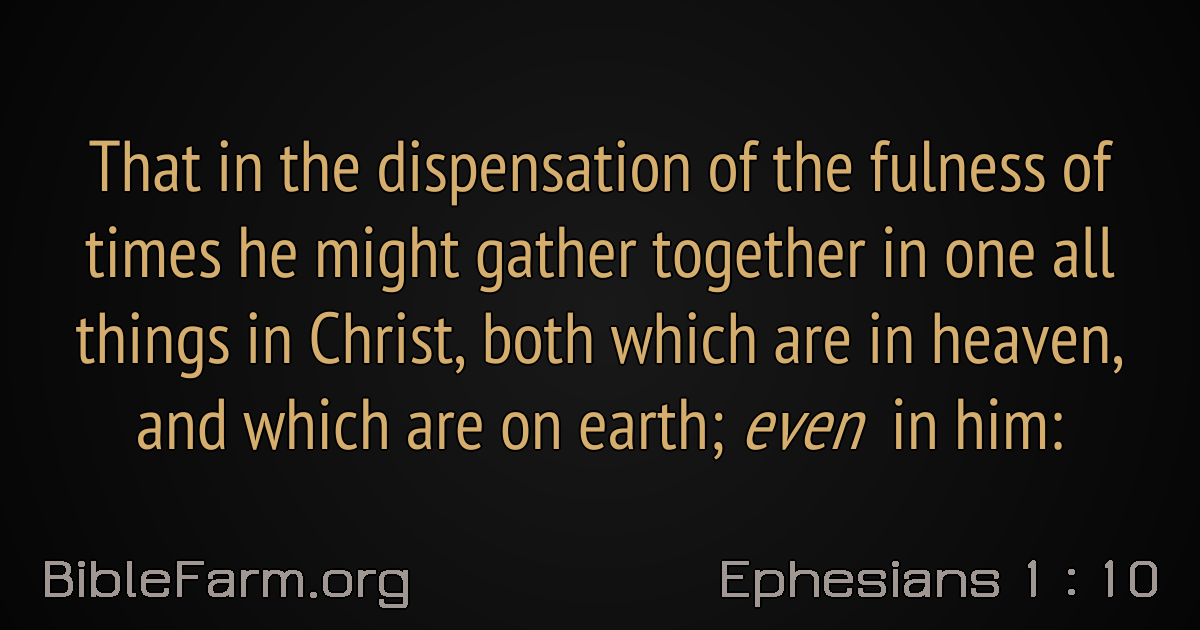 That in the dispensation of the fulness of
times he might gather together in one all
things in Christ, both which are in heaven,
and which are on earth; even in him:
BibleFarm.org
Ephesians 1 : 10